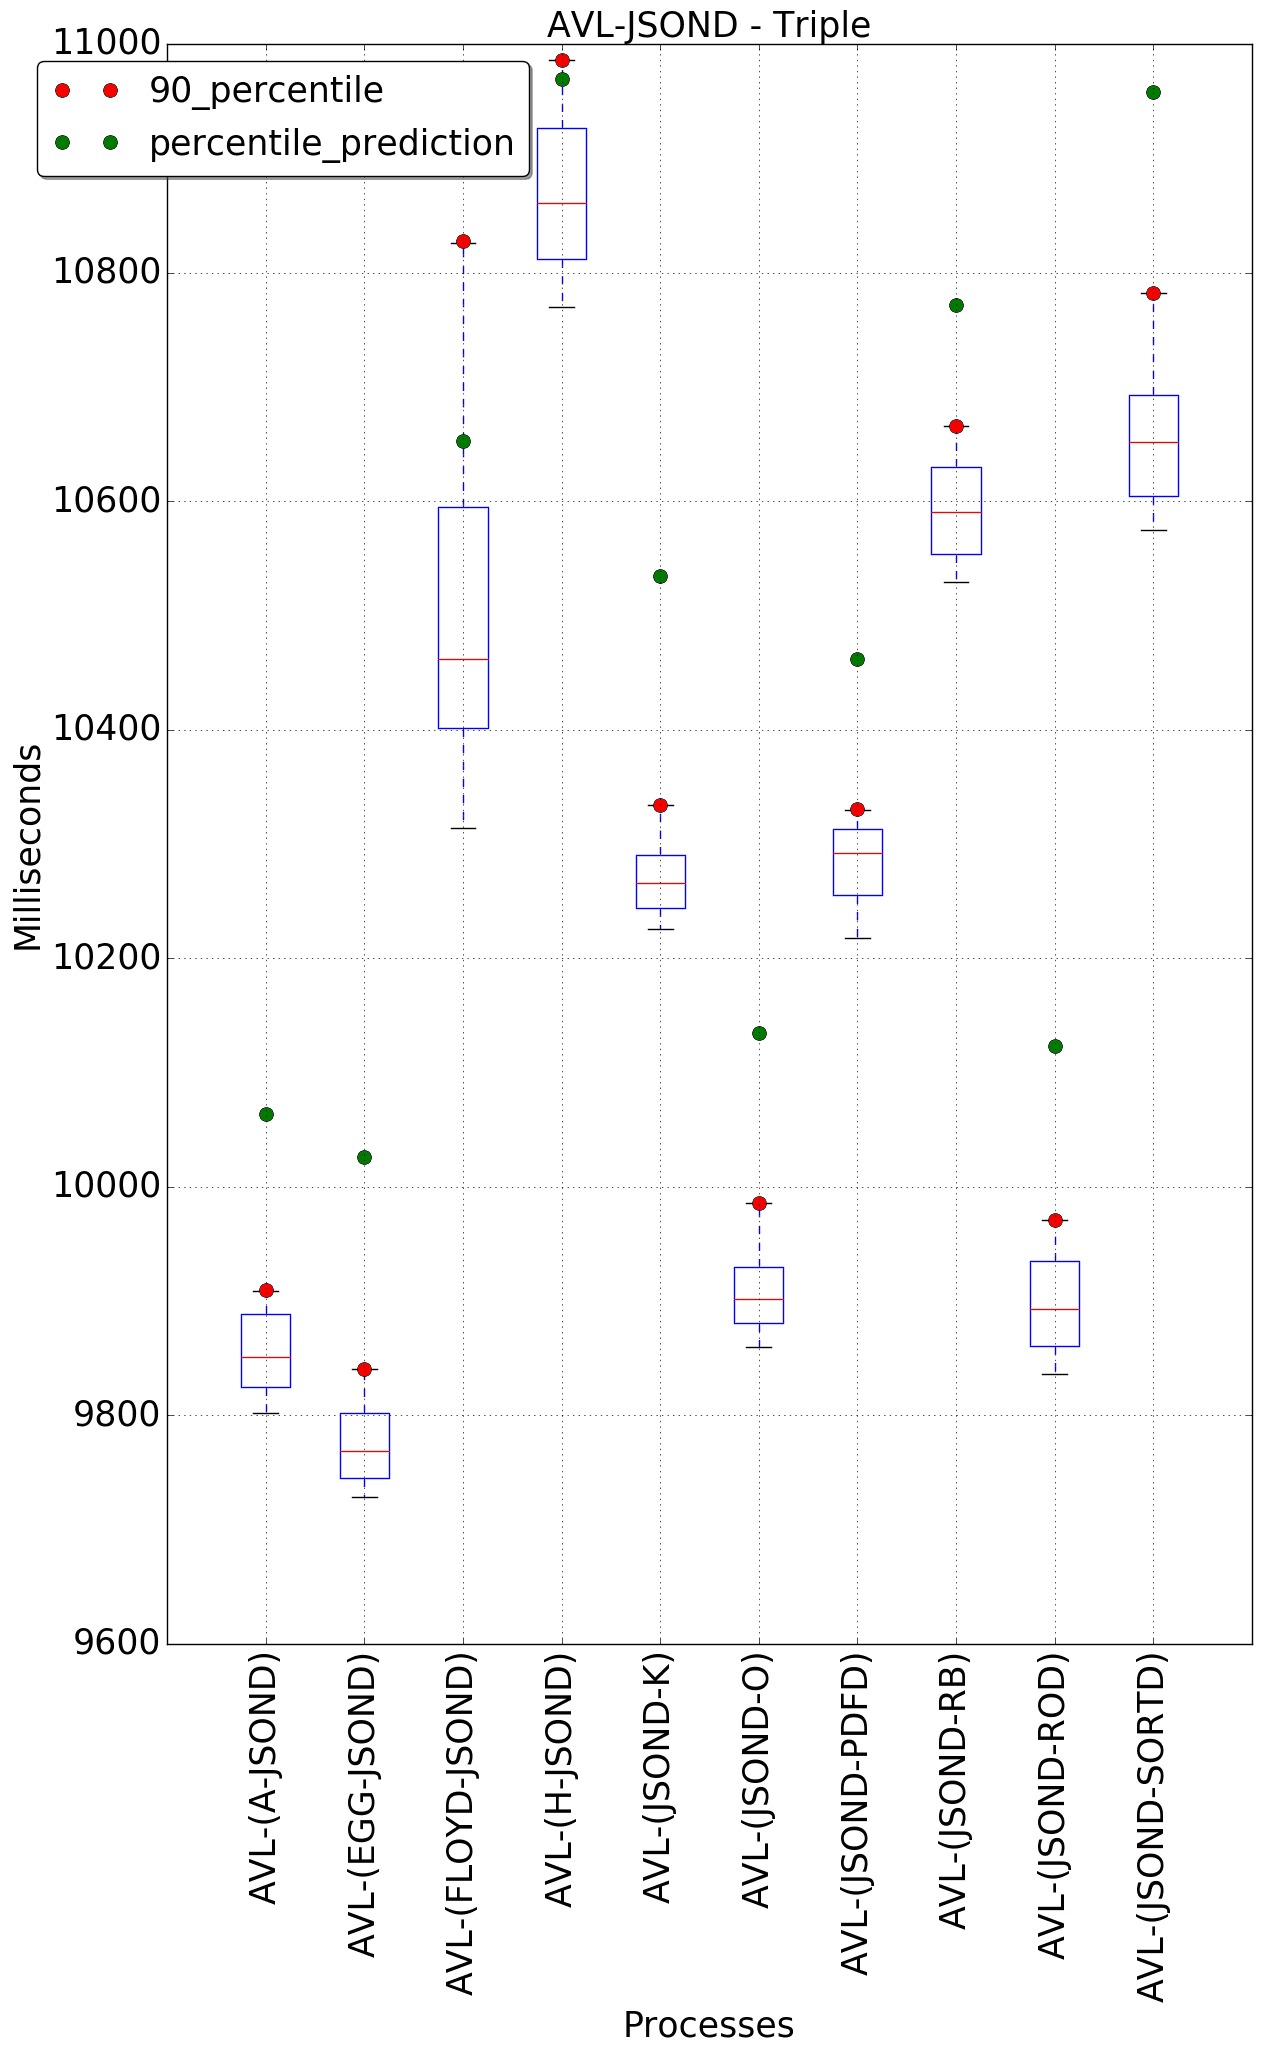 AVL-JSOND - Triple
90_percentile
percentile_prediction
11000
10800
10600
10400
10200
10000
9800
9600
Milliseconds
AVL-(A-JSOND)
AVL-(EGG-JSOND)
AVL-(FLOYD-JSOND)
AVL-(H-JSOND)
AVL-(JSOND-K)
AVL-(JSOND-O)
AVL-(JSOND-PDFD)
AVL-(JSOND-RB)
AVL-(JSOND-ROD)
AVL-(JSOND-SORTD)
Processes